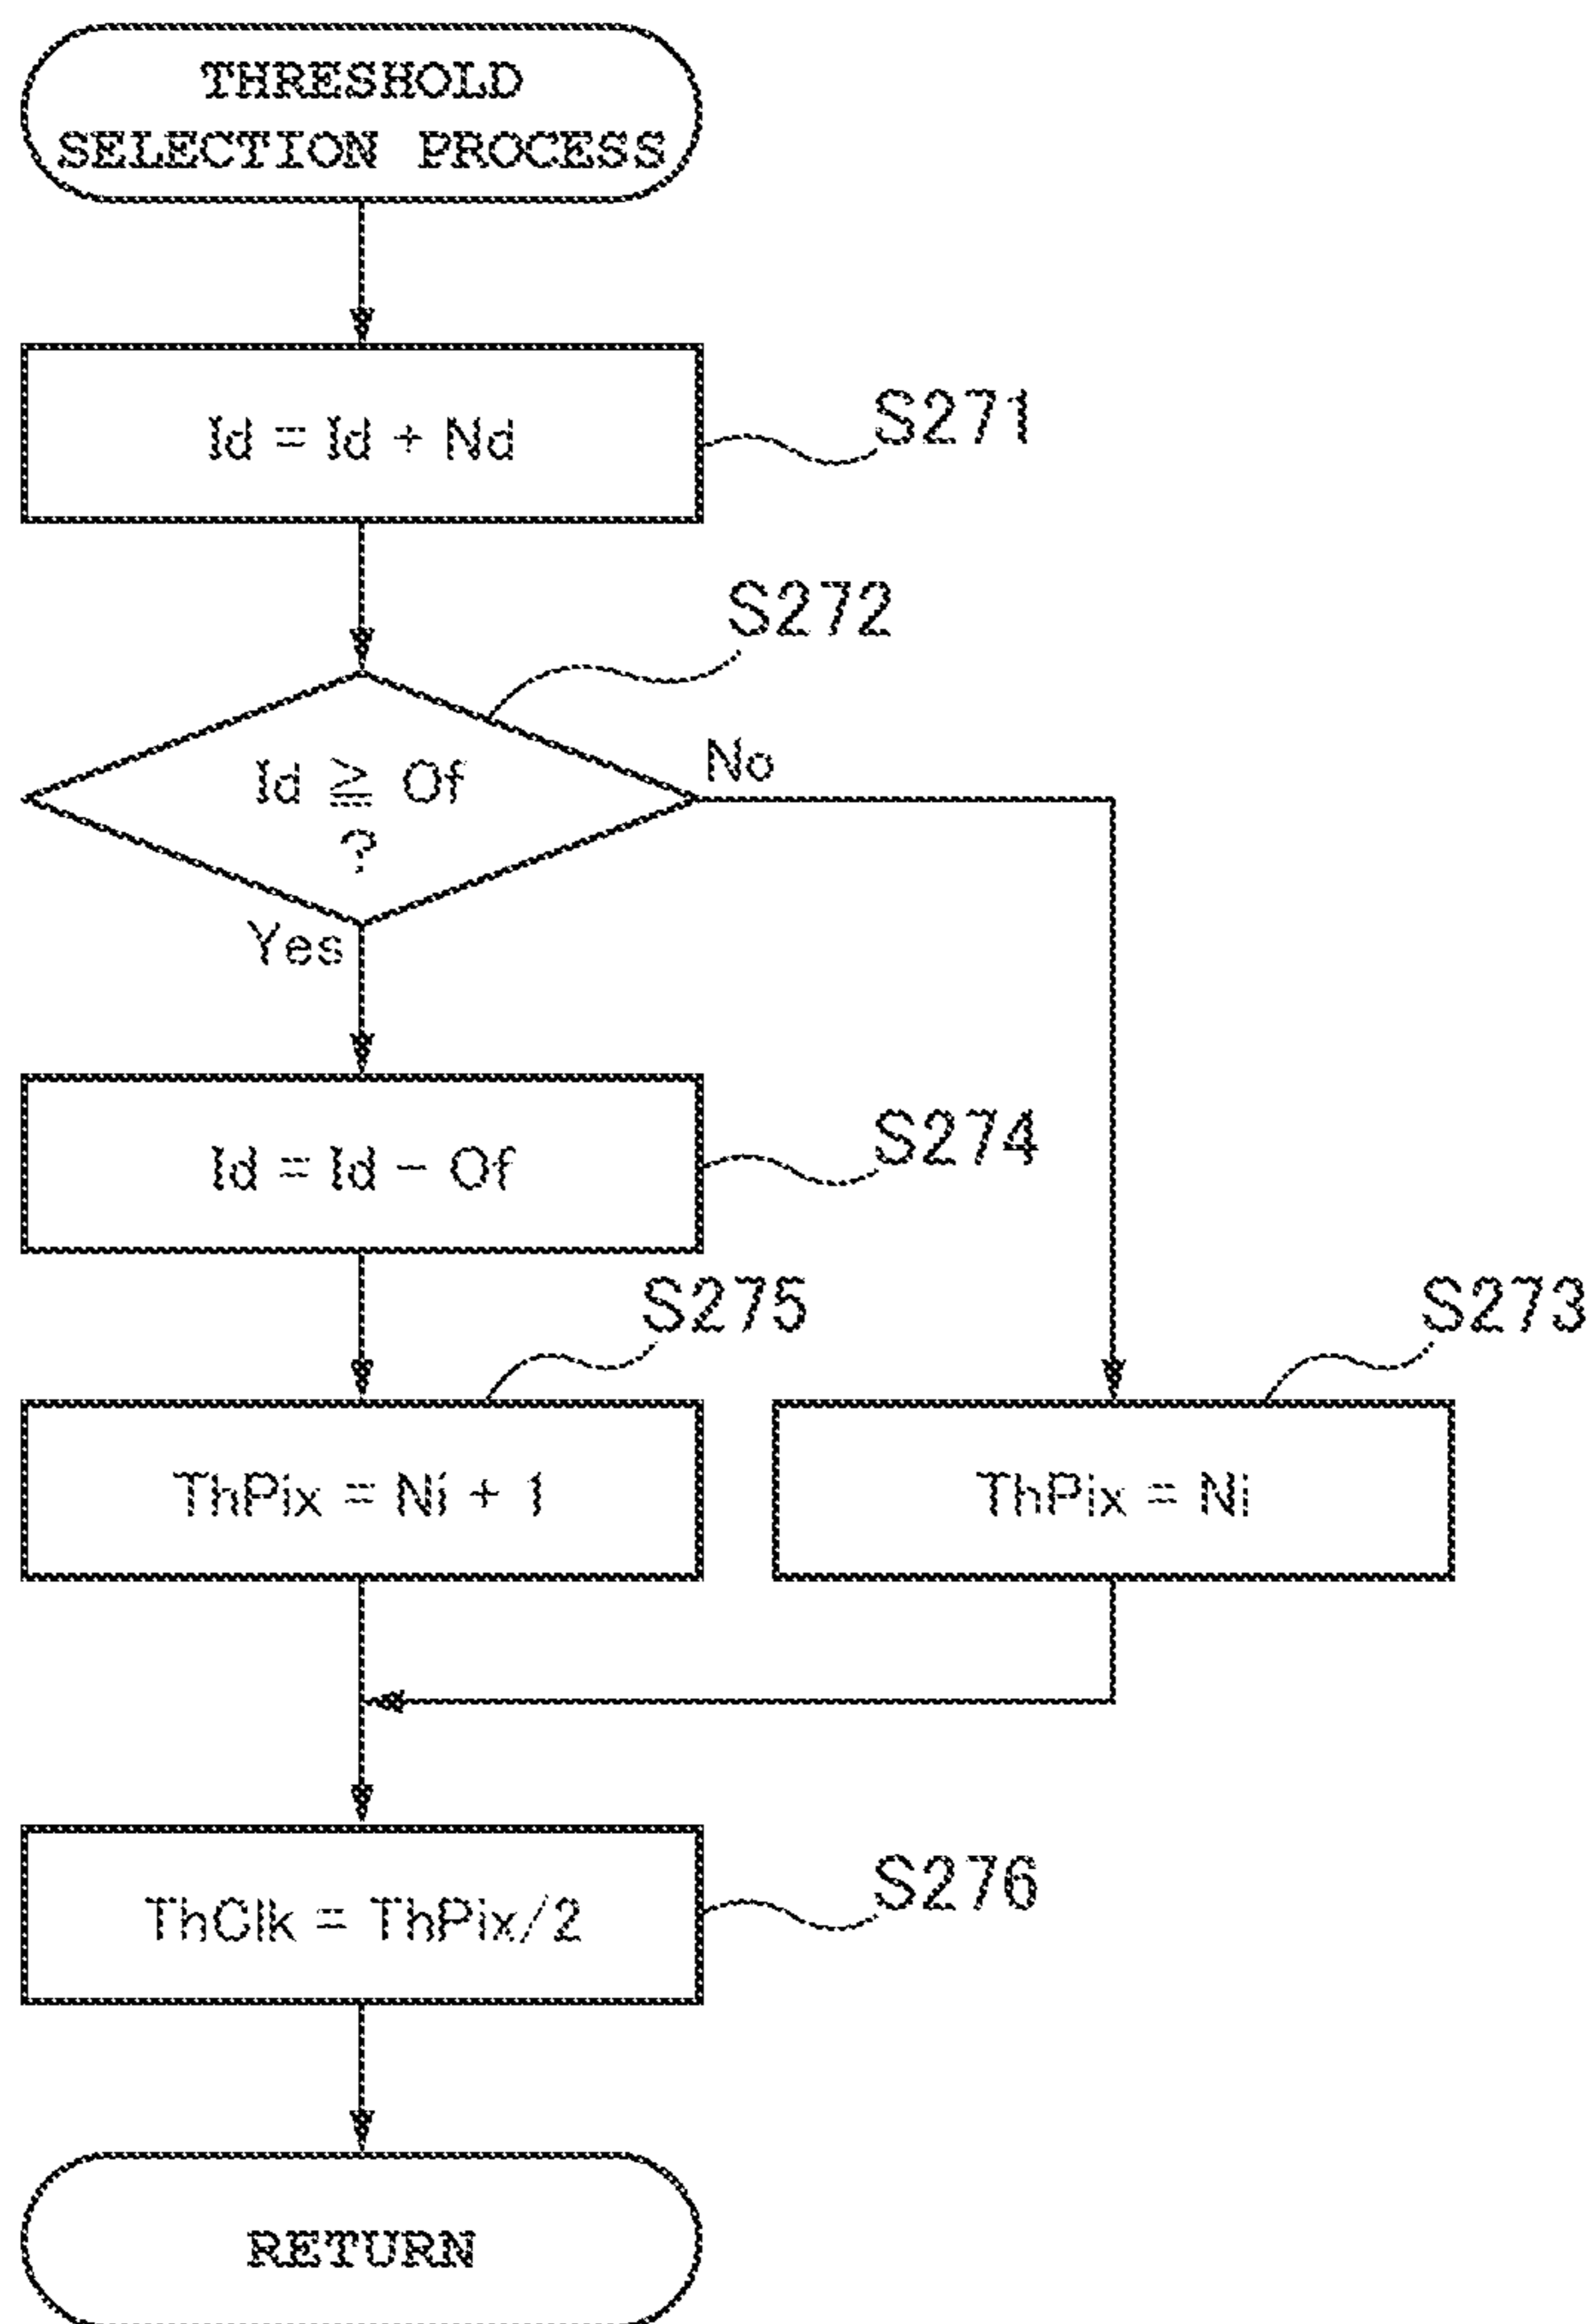 THRESHOLD
SELECTION PROCESS
Id = Id + Nd
S271
S272
Id ≧ Of
?
No
Yes
Id = Id - Of
S274
S275
S273
ThPix = Ni + 1
ThPix = Ni
ThClk = ThPix/2
S276
RETURN